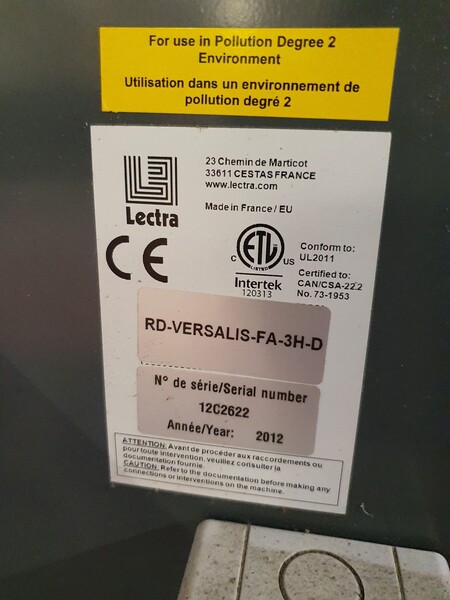 For use in Pollution Degree 2
Environment
Utilisation dans un environnement de
pollution degré 2
Lectra
23 Chemin de Marticot
33611 CESTAS FRANCE
www.lectra.com
Made in France / EU
CE
C ETL US
LISTED
Intertek
120313
Conform to:
UL2011
Certified to:
CAN/CSA-22.2
No. 73-1953
RD-VERSALIS-FA-3H-D
N° de série/Serial number
12C2622
Année/Year: 2012
ATTENTION: Avant de procéder aux raccordements ou
pour toute intervention, veuillez consulter la
documentation fournie.
CAUTION: Refer to the documentation before making any
connections or interventions on the machine.